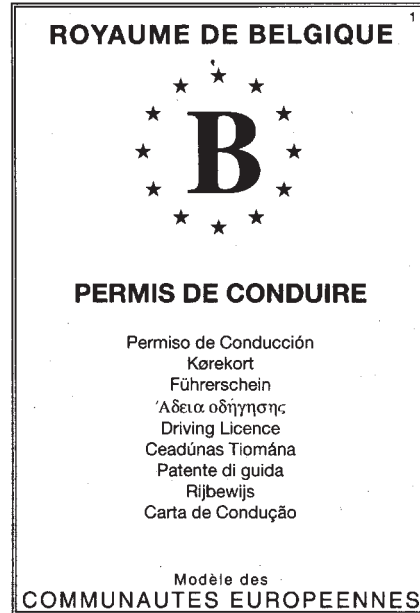 1
ROYAUME DE BELGIQUE
B
PERMIS DE CONDUIRE
Permiso de Conducción
Kørekort
Führerschein
Άδεια οδήγησης
Driving Licence
Ceadúnas Tiomána
Patente di guida
Rijbewijs
Carta de Condução
Modèle des
COMMUNAUTES EUROPEENNES